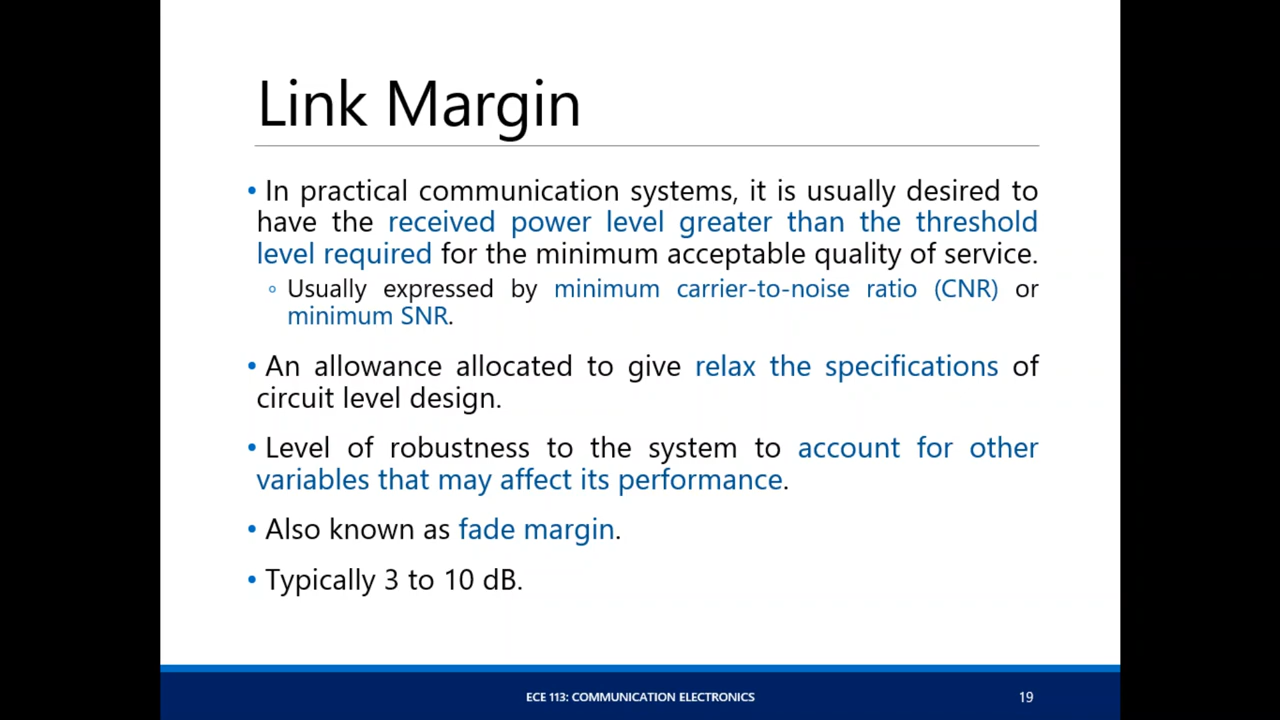 Link Margin
• In practical communication systems, it is usually desired to
have the received power level greater than the threshold
level required for the minimum acceptable quality of service.
◦ Usually expressed by minimum carrier-to-noise ratio (CNR) or
minimum SNR.
• An allowance allocated to give relax the specifications of
circuit level design.
• Level of robustness to the system to account for other
variables that may affect its performance.
• Also known as fade margin.
• Typically 3 to 10 dB.
ECE 113: COMMUNICATION ELECTRONICS
19